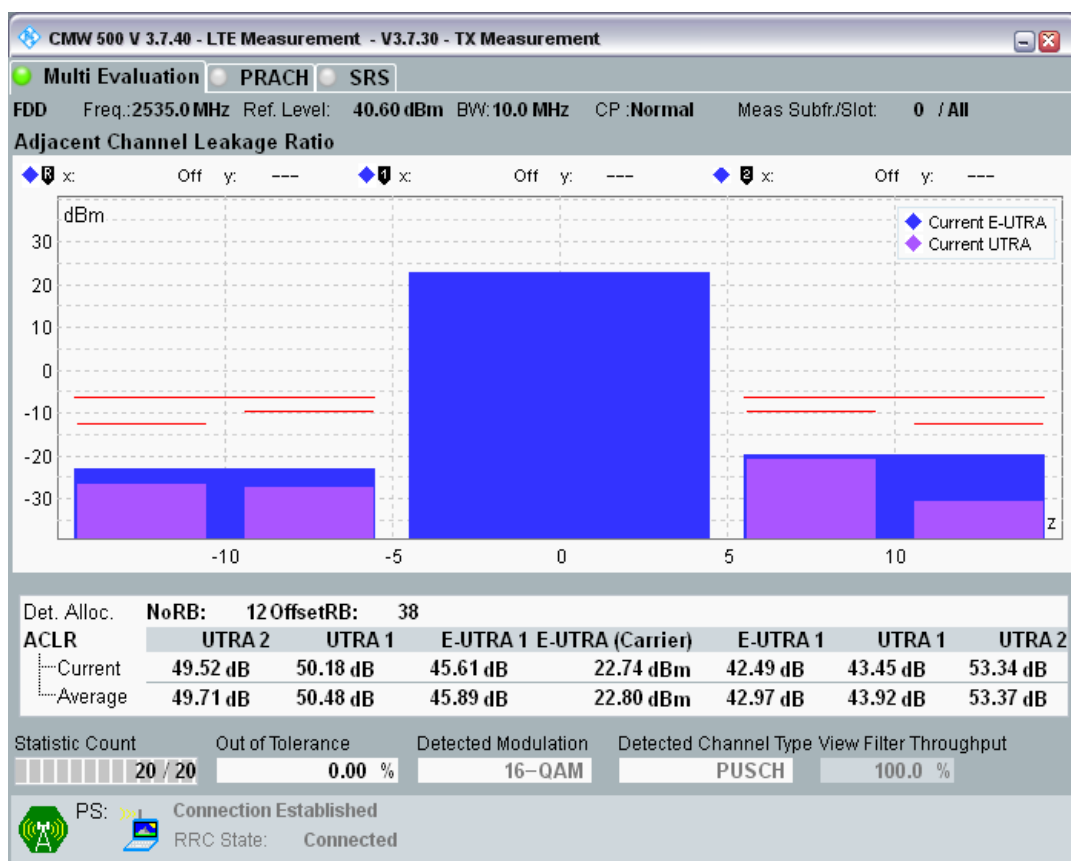 CMW 500 V 3.7.40 - LTE Measurement - V3.7.30 - TX Measurement
Multi Evaluation PRACH SRS
FDD Freq.:2535.0 MHz Ref. Level: 40.60 dBm BW: 10.0 MHz CP :Normal Meas Subfr./Slot: 0 / All
Adjacent Channel Leakage Ratio
R x: Off y: --- 1 x: Off y: --- 2 x: Off y: ---
dBm
Current E-UTRA
Current UTRA
30
20
10
0
-10
-20
-30
z
-10 -5 0 5 10
Det. Alloc. NoRB: 12 OffsetRB: 38
ACLR UTRA 2 UTRA 1 E-UTRA 1 E-UTRA (Carrier) E-UTRA 1 UTRA 1 UTRA 2
Current 49.52 dB 50.18 dB 45.61 dB 22.74 dBm 42.49 dB 43.45 dB 53.34 dB
Average 49.71 dB 50.48 dB 45.89 dB 22.80 dBm 42.97 dB 43.92 dB 53.37 dB
Statistic Count Out of Tolerance Detected Modulation Detected Channel Type View Filter Throughput
20 / 20 0.00 % 16-QAM PUSCH 100.0 %
PS: Connection Established
RRC State: Connected